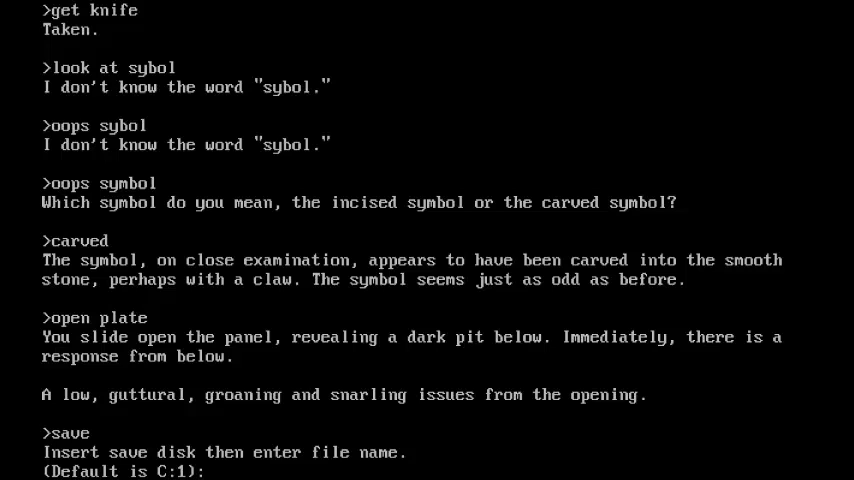 >get knife
Taken.
>look at sybol
I don't know the word "sybol."
>oops sybol
I don't know the word "sybol."
>oops symbol
Which symbol do you mean, the incised symbol or the carved symbol?
>carved
The symbol, on close examination, appears to have been carved into the smooth
stone, perhaps with a claw. The symbol seems just as odd as before.
>open plate
You slide open the panel, revealing a dark pit below. Immediately, there is a
response from below.
A low, guttural, groaning and snarling issues from the opening.
>save
Insert save disk then enter file name.
(Default is C:1):